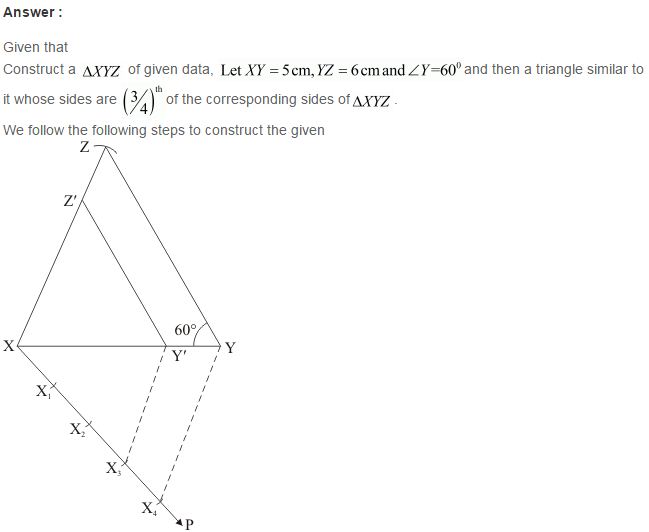 Answer :
Given that
Construct a ΔXYZ of given data, Let XY = 5 cm, YZ = 6 cm and ∠Y=60⁰ and then a triangle similar to
it whose sides are (3/4)ᵗʰ of the corresponding sides of ΔXYZ .
We follow the following steps to construct the given
Z
Z'
60°
X
Y'
Y
X₁
X₂
X₃
X₄
P